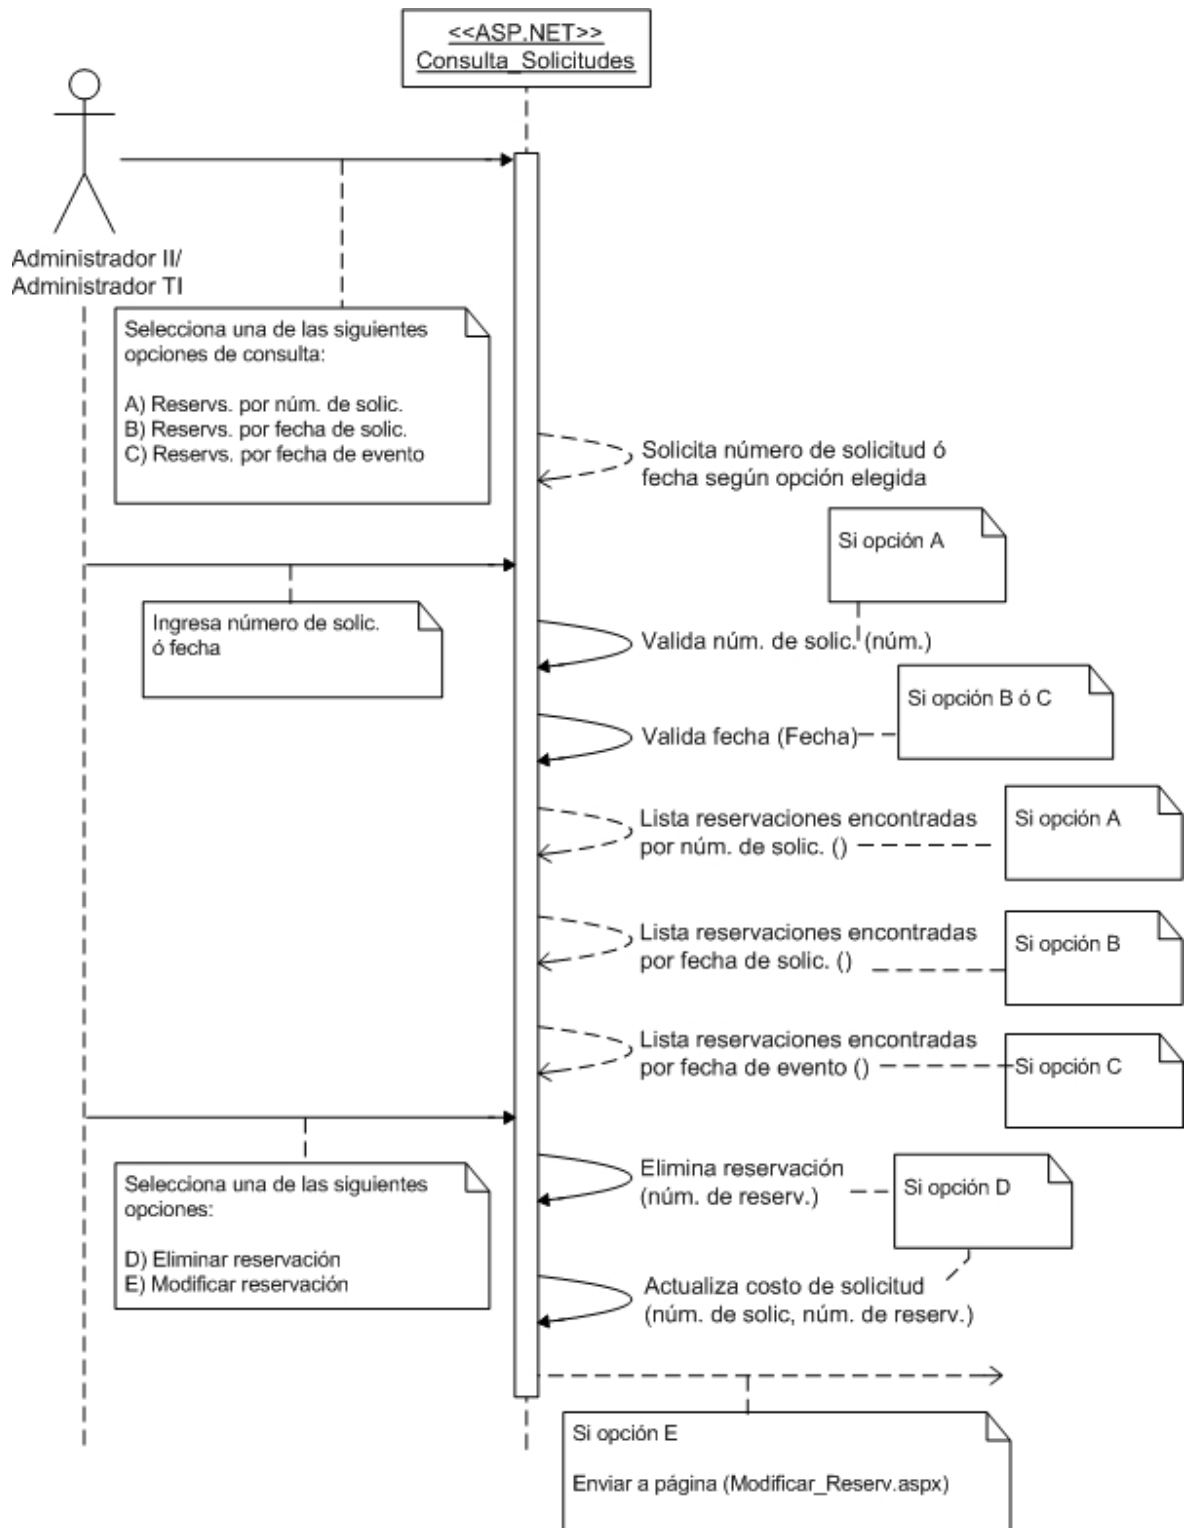 <<ASP.NET>>
Consulta_Solicitudes
Administrador II/
Administrador TI
Selecciona una de las siguientes
opciones de consulta:
A) Reservs. por núm. de solic.
B) Reservs. por fecha de solic.
C) Reservs. por fecha de evento
Solicita número de solicitud ó
fecha según opción elegida
Si opción A
Ingresa número de solic.
ó fecha
Valida núm. de solic. (núm.)
Si opción B ó C
Valida fecha (Fecha)
Lista reservaciones encontradas
por núm. de solic. ()
Si opción A
Lista reservaciones encontradas
por fecha de solic. ()
Si opción B
Lista reservaciones encontradas
por fecha de evento ()
Si opción C
Selecciona una de las siguientes
opciones:
D) Eliminar reservación
E) Modificar reservación
Elimina reservación
(núm. de reserv.)
Si opción D
Actualiza costo de solicitud
(núm. de solic, núm. de reserv.)
Si opción E
Enviar a página (Modificar_Reserv.aspx)